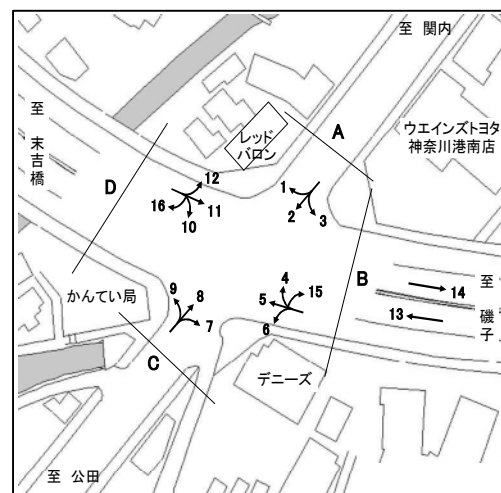 至 関内
A
ウエインズトヨタ
神奈川港南店
レッド
バロン
至
末吉橋
D
12
1
16
11
10
2
3
B
至
14
磯子
13
かんてい局
9
8
7
4
15
5
6
C
デニーズ
至 公田